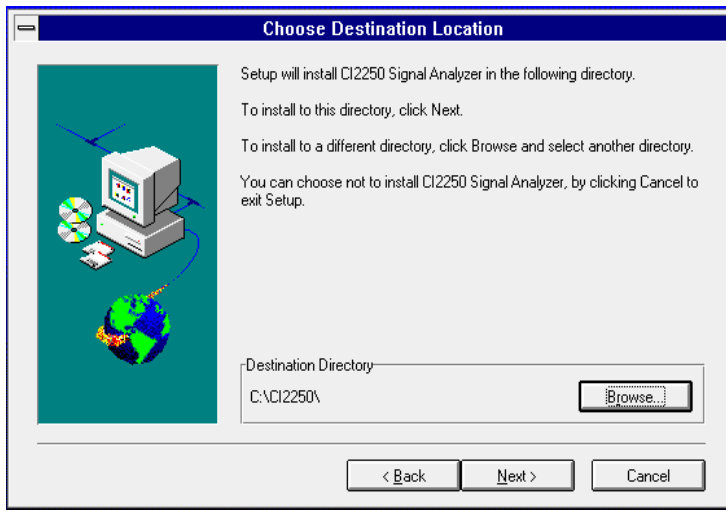 Choose Destination Location
Setup will install CI2250 Signal Analyzer in the following directory.
To install to this directory, click Next.
To install to a different directory, click Browse and select another directory.
You can choose not to install CI2250 Signal Analyzer, by clicking Cancel to
exit Setup.
Destination Directory
C:\CI2250\
Browse...
< Back
Next >
Cancel